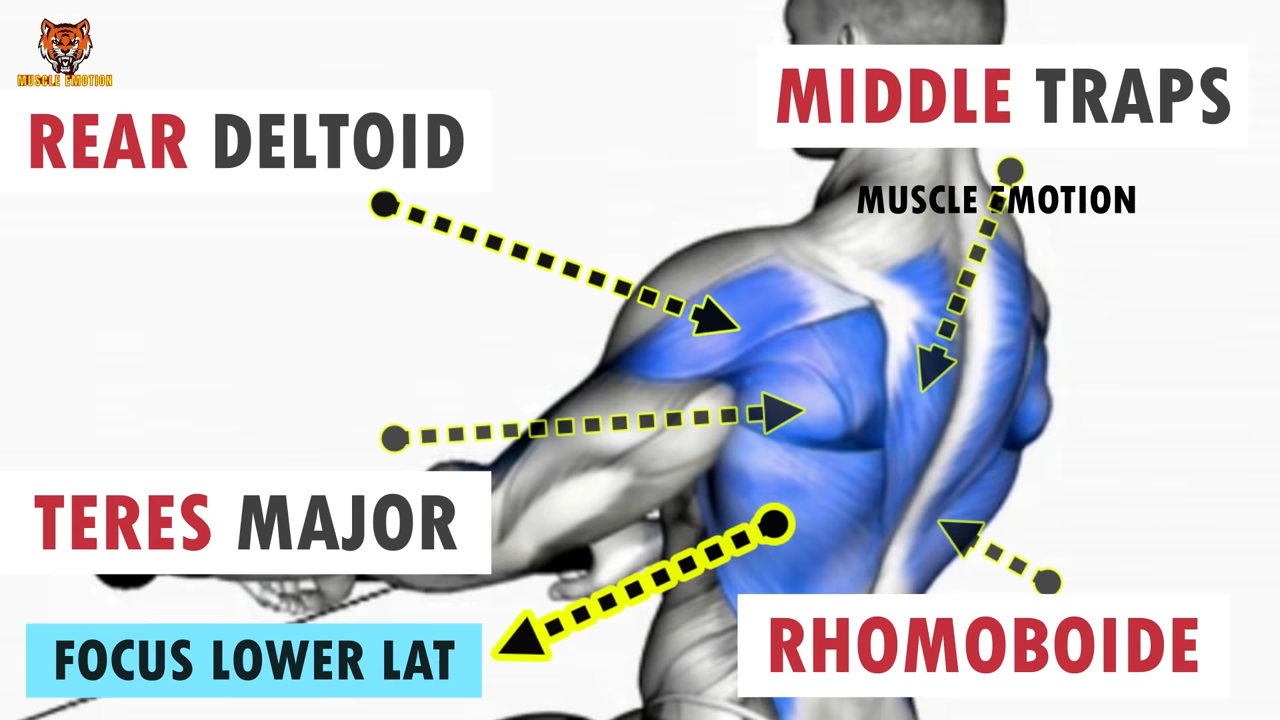 MUSCLE EMOTION
REAR DELTOID
MIDDLE TRAPS
MUSCLE EMOTION
TERES MAJOR
FOCUS LOWER LAT
RHOMOBOIDE